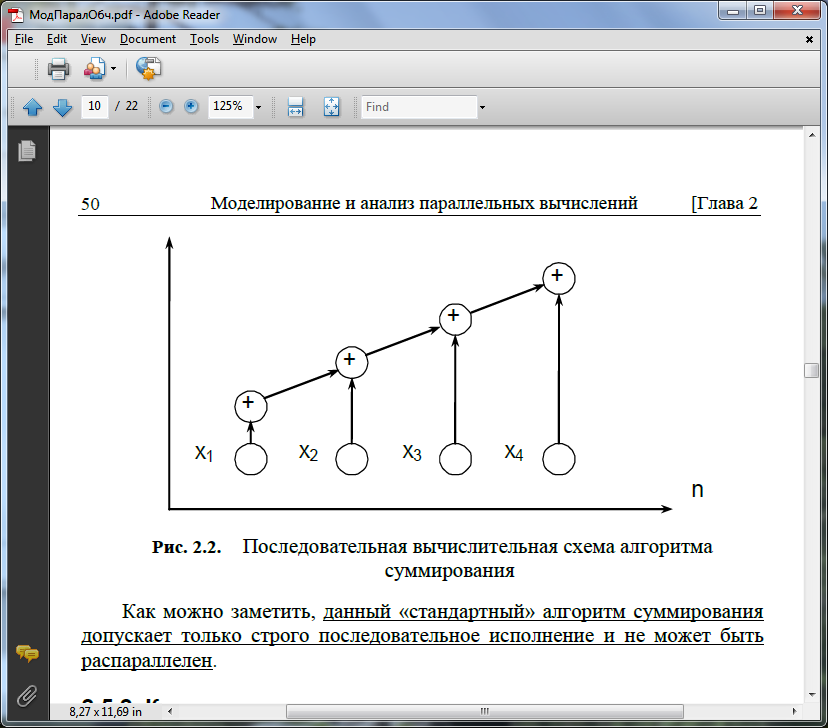 МодПаралОбч.pdf - Adobe Reader
File Edit View Document Tools Window Help
10 / 22 125% Find
50 Моделирование и анализ параллельных вычислений [Глава 2
+
+
+
+
X1 X2 X3 X4
n
Рис. 2.2. Последовательная вычислительная схема алгоритма
суммирования
Как можно заметить, данный «стандартный» алгоритм суммирования
допускает только строго последовательное исполнение и не может быть
распараллелен.
8,27 x 11,69 in